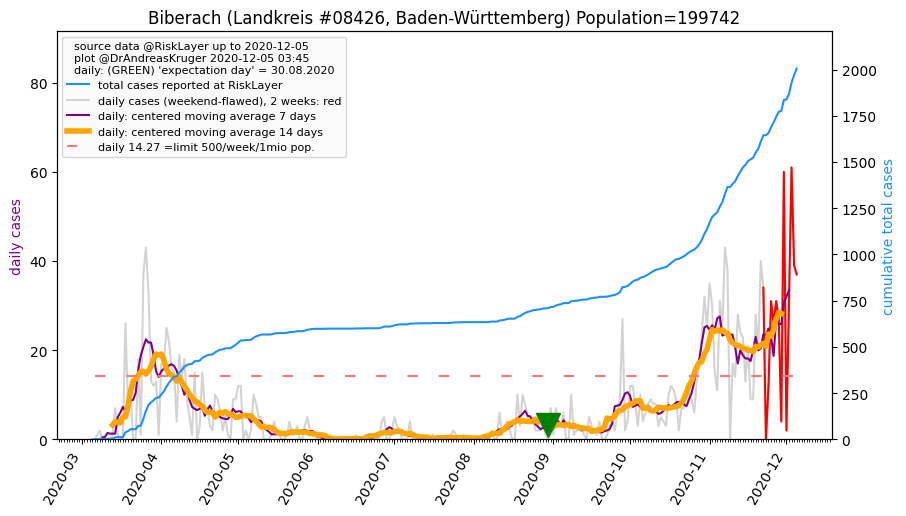 Biberach (Landkreis #08426, Baden-Württemberg) Population=199742
source data @RiskLayer up to 2020-12-05
plot @DrAndreasKruger 2020-12-05 03:45
daily: (GREEN) 'expectation day' = 30.08.2020
total cases reported at RiskLayer
daily cases (weekend-flawed), 2 weeks: red
daily: centered moving average 7 days
daily: centered moving average 14 days
daily 14.27 =limit 500/week/1mio pop.
daily cases
80
60
40
20
0
cumulative total cases
2000
1750
1500
1250
1000
750
500
250
0
2020-03
2020-04
2020-05
2020-06
2020-07
2020-08
2020-09
2020-10
2020-11
2020-12